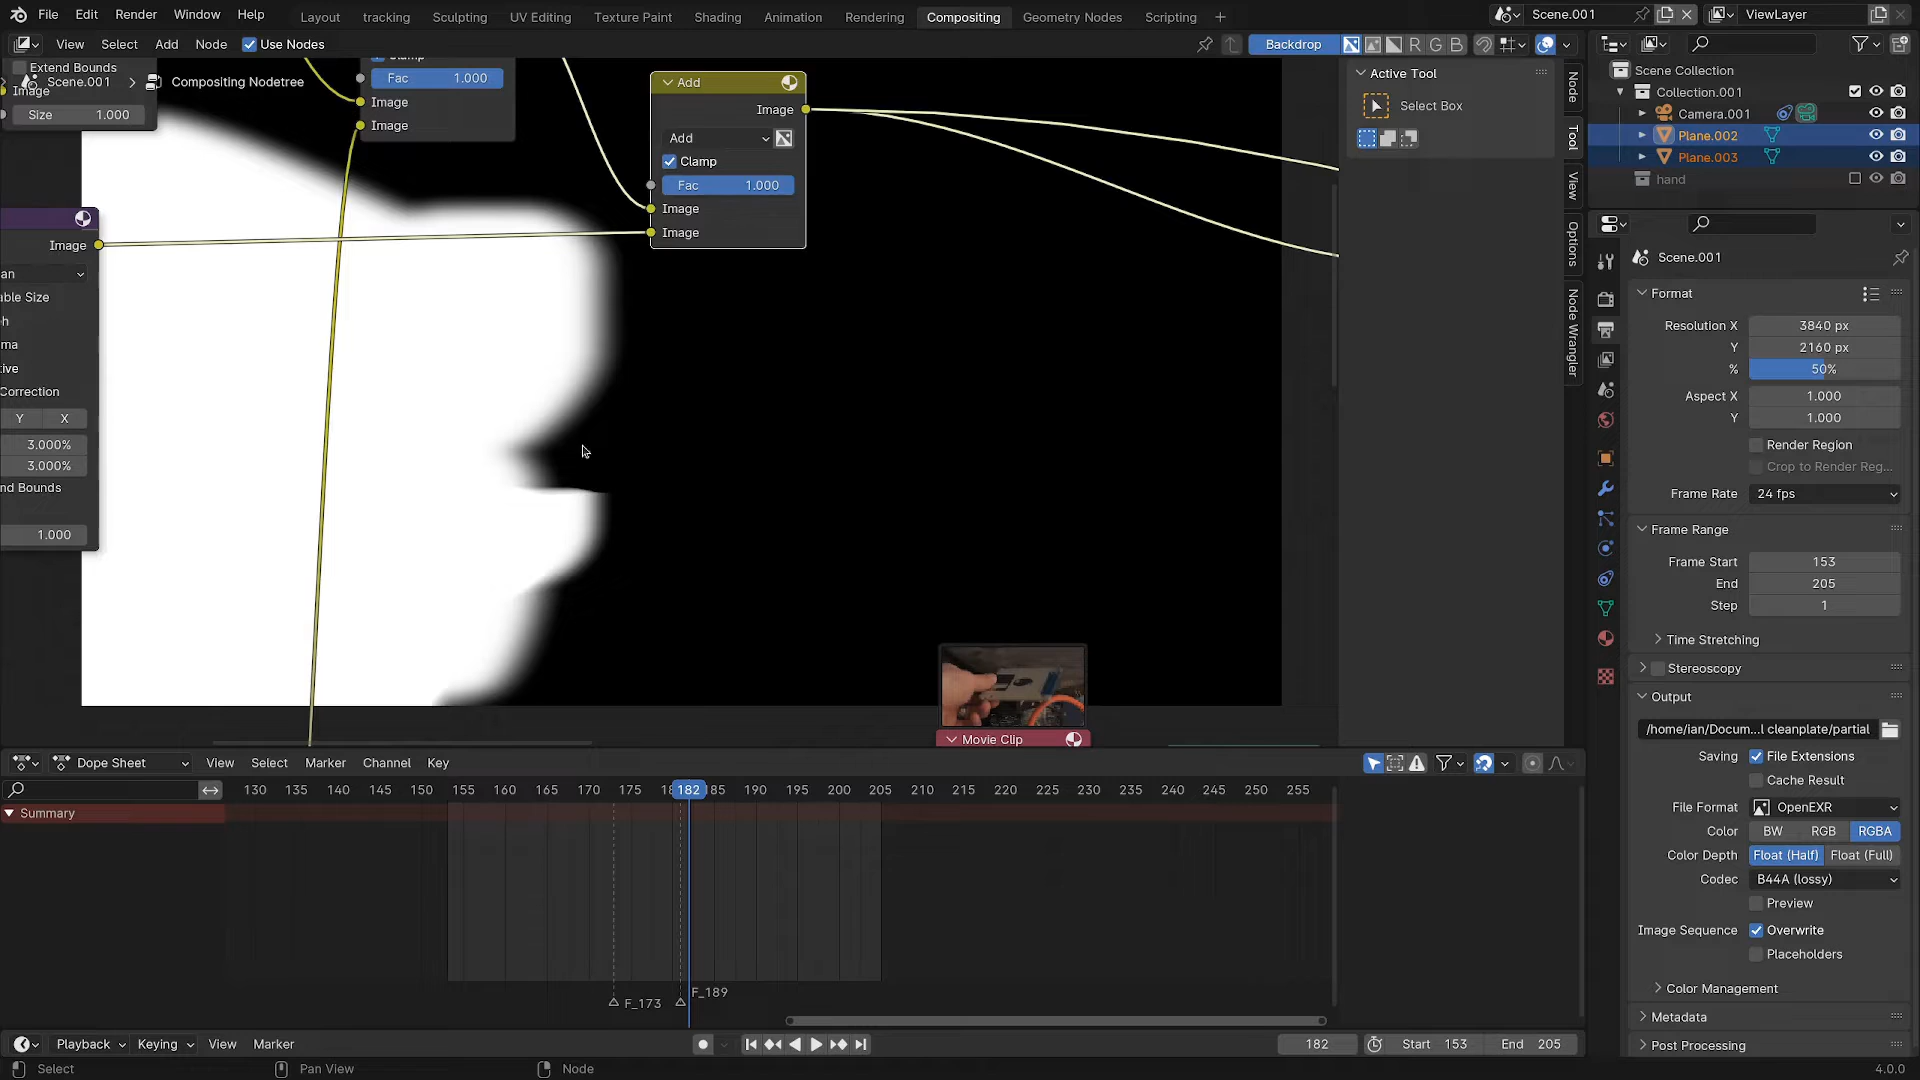 File Edit Render Window Help Layout tracking Sculpting UV Editing Texture Paint Shading Animation Rendering Compositing Geometry Nodes Scripting + Scene.001 ViewLayer
View Select Add Node Use Nodes Backdrop R G B
Extend Bounds
Scene.001 > Compositing Nodetree
Image
Size 1.000
Clamp
Fac 1.000
Image
Image
Add
Image
Add
Clamp
Fac 1.000
Image
Image
Image
an
able Size
h
ma
ive
Correction
Y X
3.000%
3.000%
nd Bounds
1.000
Movie Clip
Active Tool
Select Box
Node
Tool
View
Options
Node Wrangler
Scene Collection
Collection.001
Camera.001
Plane.002
Plane.003
hand
Scene.001
Format
Resolution X 3840 px
Y 2160 px
% 50%
Aspect X 1.000
Y 1.000
Render Region
Crop to Render Reg...
Frame Rate 24 fps
Frame Range
Frame Start 153
End 205
Step 1
Time Stretching
Stereoscopy
Output
/home/ian/Docum...l cleanplate/partial
Saving File Extensions
Cache Result
File Format OpenEXR
Color BW RGB RGBA
Color Depth Float (Half) Float (Full)
Codec B44A (lossy)
Preview
Image Sequence Overwrite
Placeholders
Color Management
Metadata
Post Processing
Dope Sheet View Select Marker Channel Key
130 135 140 145 150 155 160 165 170 175 18 182 185 190 195 200 205 210 215 220 225 230 235 240 245 250 255
Summary
F_189
F_173
Playback Keying View Marker 182 Start 153 End 205
Select Pan View Node 4.0.0